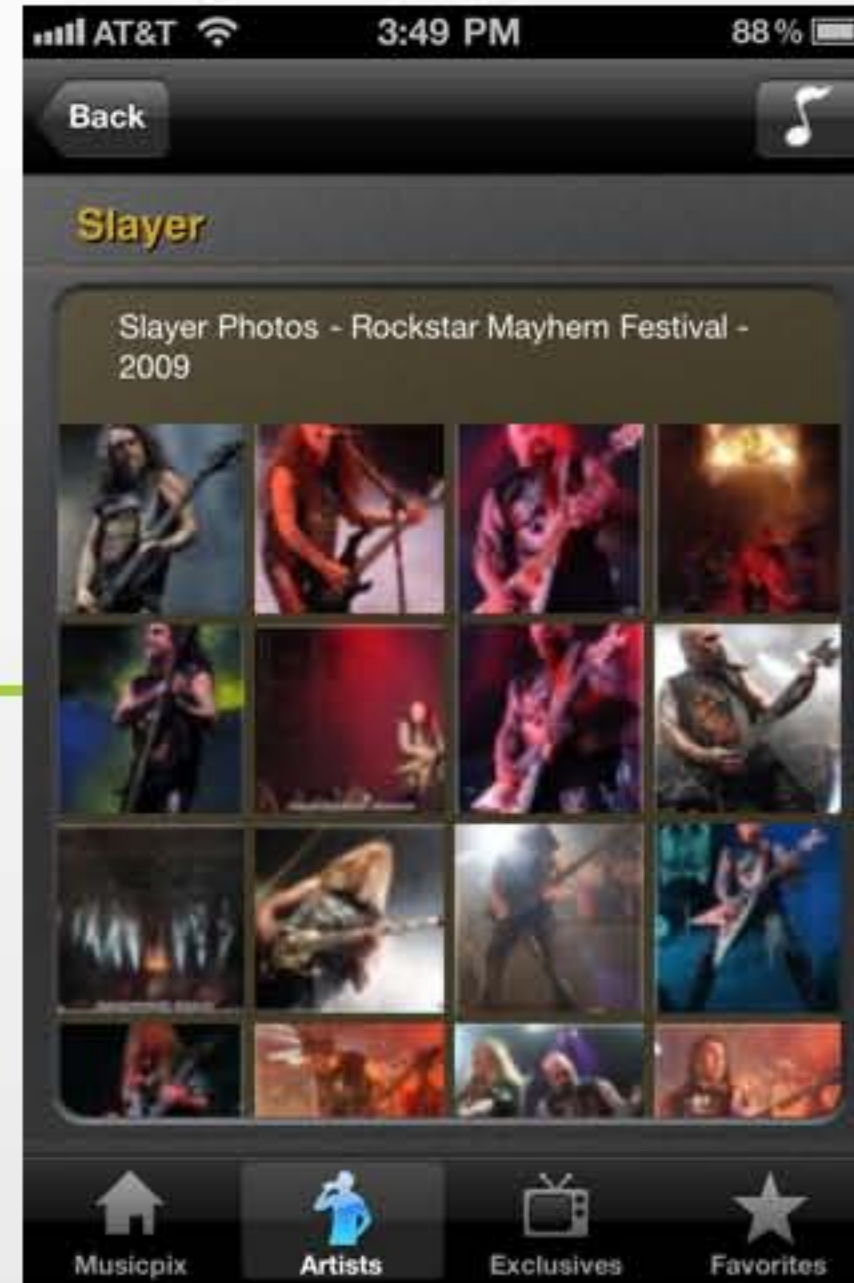 AT&T 3:49 PM 88%
Back
Slayer
Slayer Photos - Rockstar Mayhem Festival -
2009
Musicpix Artists Exclusives Favorites